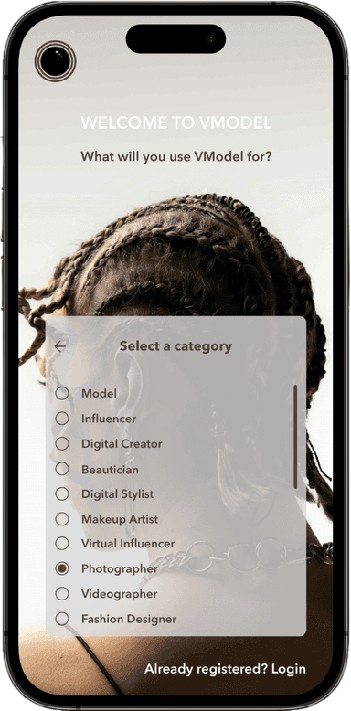 WELCOME TO VMODEL
What will you use VModel for?
Select a category
Model
Influencer
Digital Creator
Beautician
Digital Stylist
Makeup Artist
Virtual Influencer
Photographer
Videographer
Fashion Designer
Already registered? Login